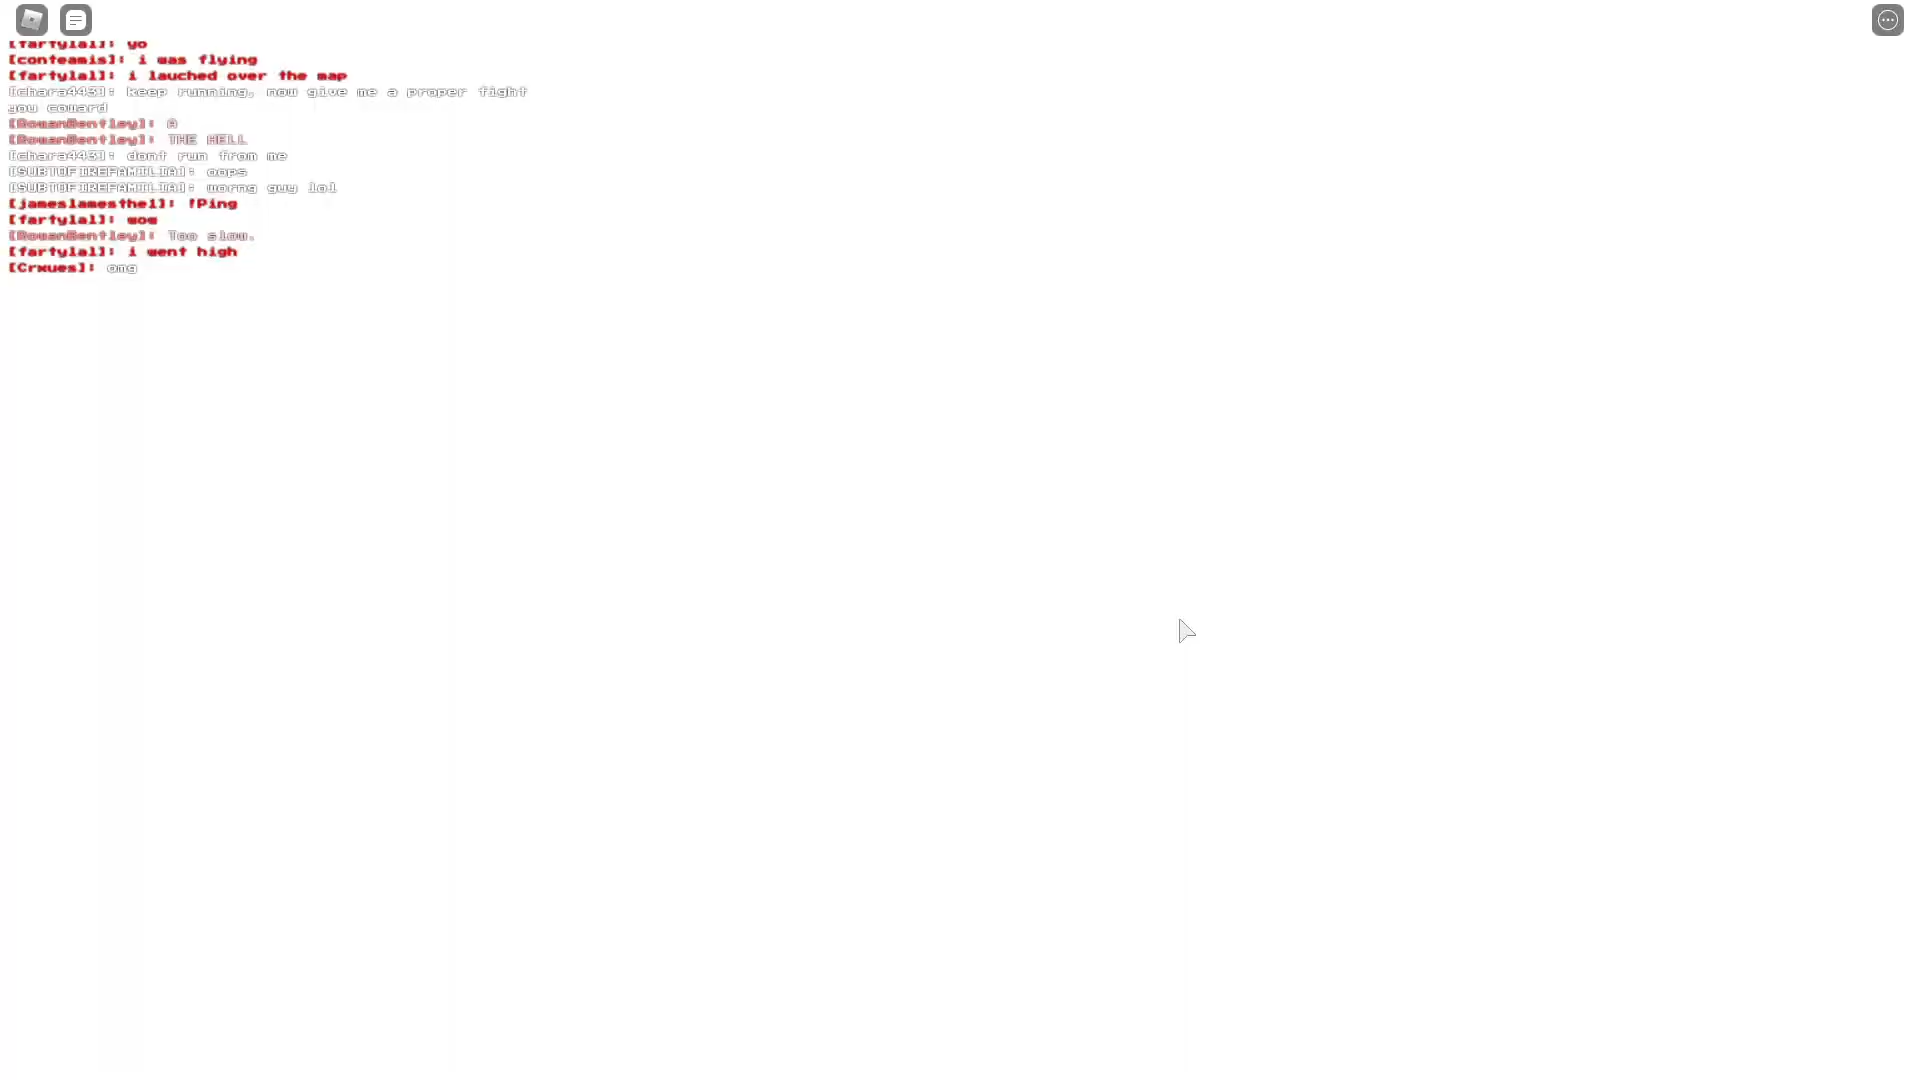 [fartylal]: yo
[conteamis]: i was flying
[fartylal]: i lauched over the map
[chara443]: keep running, now give me a proper fight
you coward
[RowanBentley]: A
[RowanBentley]: THE HELL
[chara443]: dont run from me
[SUBTOFIREFAMILIA]: oops
[SUBTOFIREFAMILIA]: worng guy lol
[jameslamesthe1]: !Ping
[fartylal]: wow
[RowanBentley]: Too slow.
[fartylal]: i went high
[Crxues]: omg